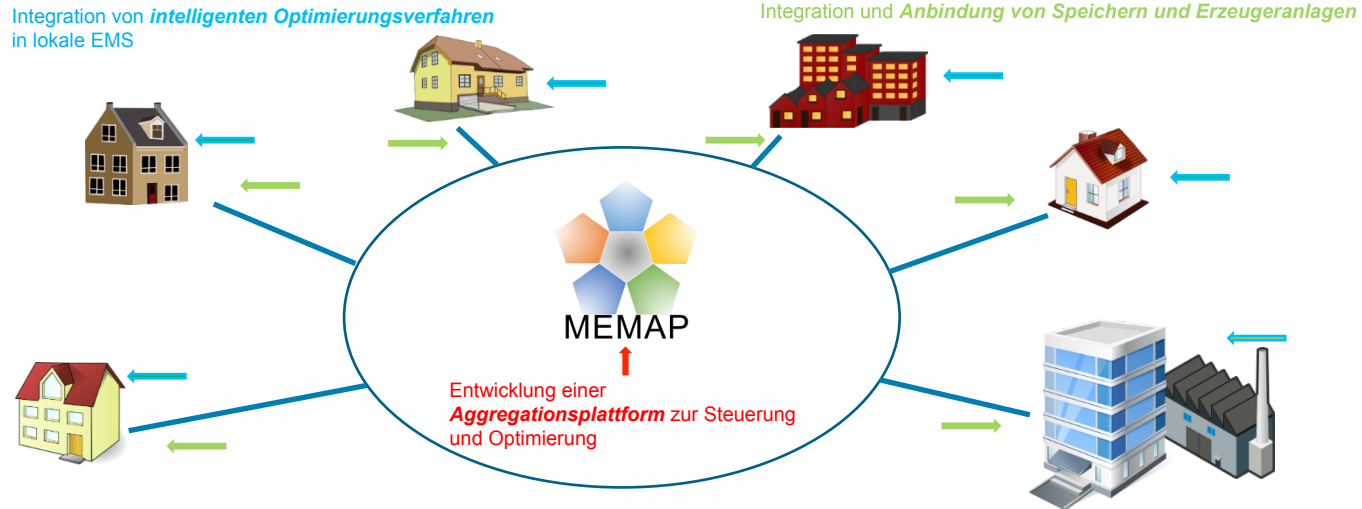 Integration von intelligenten Optimierungsverfahren
in lokale EMS
Integration und Anbindung von Speichern und Erzeugeranlagen
MEMAP
Entwicklung einer
Aggregationsplattform zur Steuerung
und Optimierung